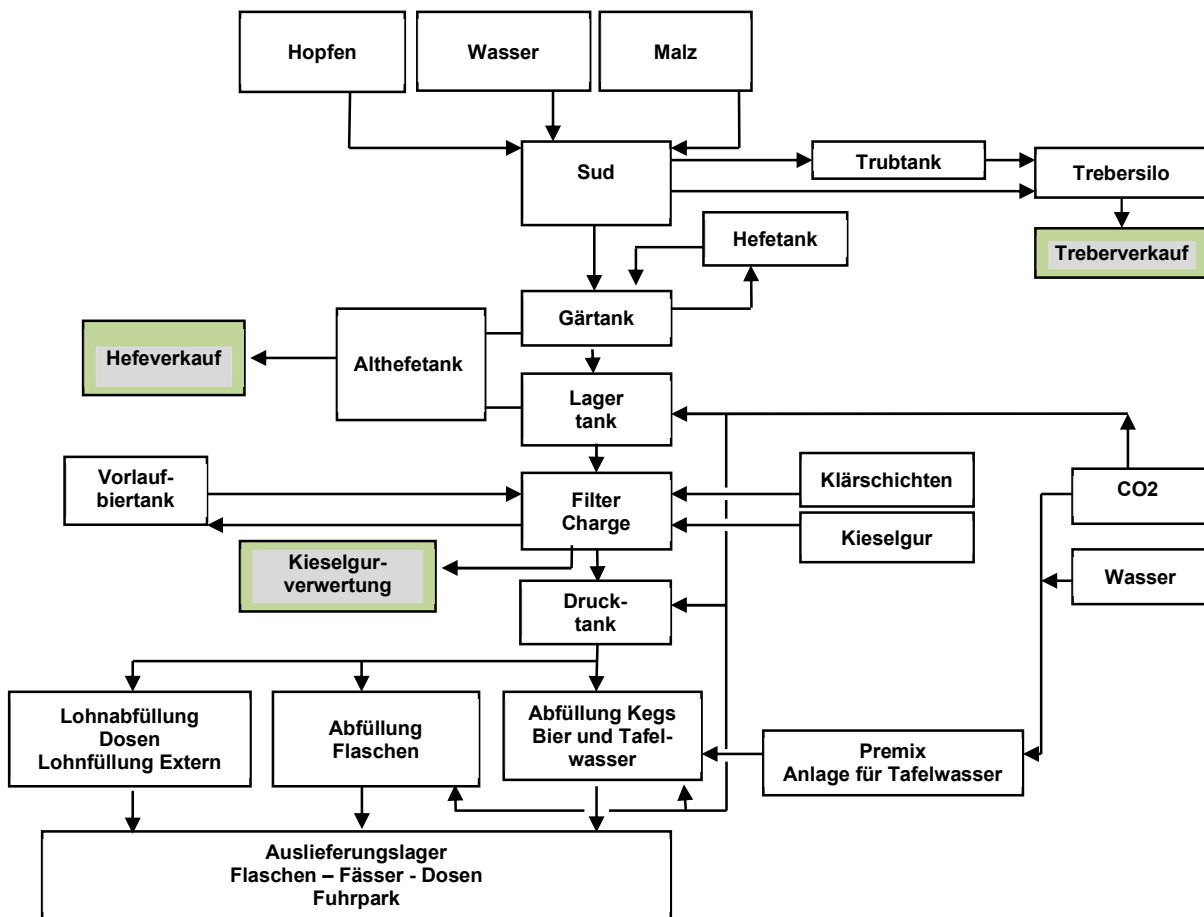 Hopfen
Wasser
Malz
Sud
Trubtank
Trebersilo
Hefetank
Treberverkauf
Gärtank
Hefeverkauf
Althefetank
Lager
tank
Vorlauf-
biertank
Filter
Charge
Klärschichten
CO2
Kieselgur
Kieselgur-
verwertung
Wasser
Druck-
tank
Lohnabfüllung
Dosen
Lohnfüllung Extern
Abfüllung
Flaschen
Abfüllung Kegs
Bier und Tafel-
wasser
Premix
Anlage für Tafelwasser
Auslieferungslager
Flaschen – Fässer - Dosen
Fuhrpark